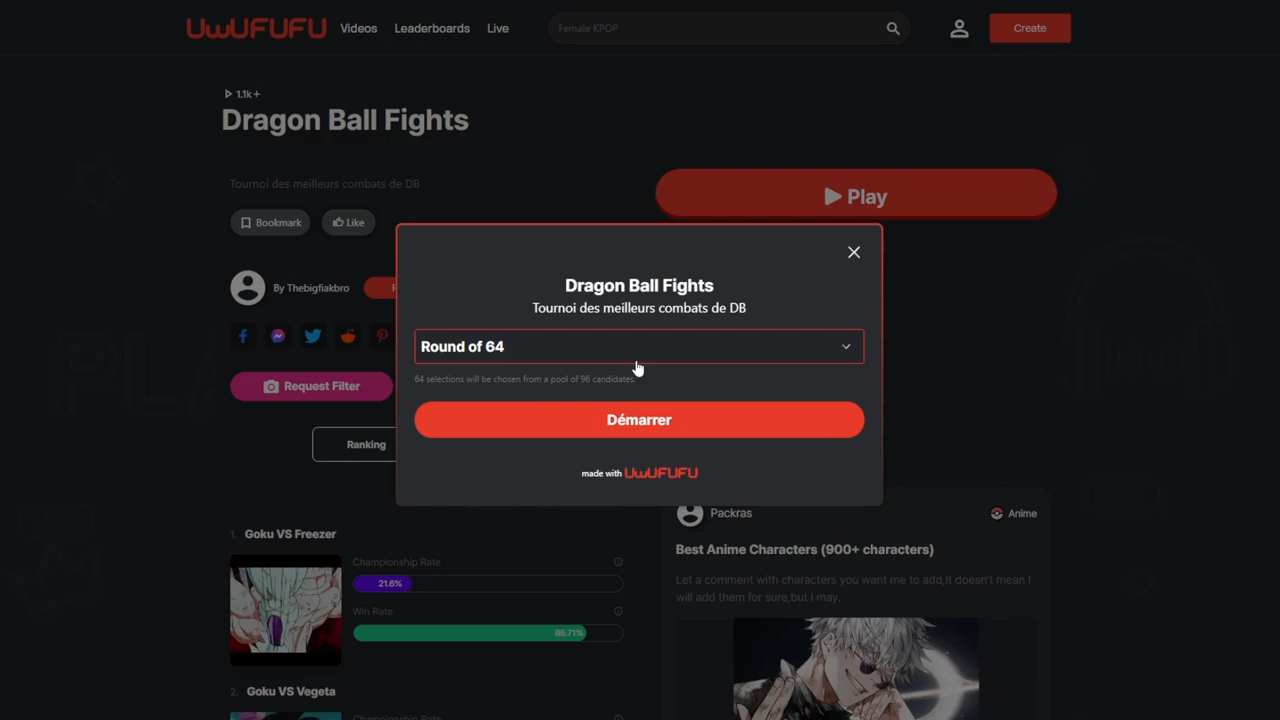 UwUFUFU Videos Leaderboards Live Female KPOP Create
1.1k+
Dragon Ball Fights
Tournoi des meilleurs combats de DB
Play
Bookmark Like
By Thebigfiakbro
Request Filter
Ranking
Dragon Ball Fights
Tournoi des meilleurs combats de DB
Round of 64
64 selections will be chosen from a pool of 96 candidates.
Démarrer
made with UwUFUFU
1. Goku VS Freezer
Championship Rate
21.6%
Win Rate
86.71%
2. Goku VS Vegeta
Championship Rate
Packras Anime
Best Anime Characters (900+ characters)
Let a comment with characters you want me to add,It doesn't mean I
will add them for sure,but I may.